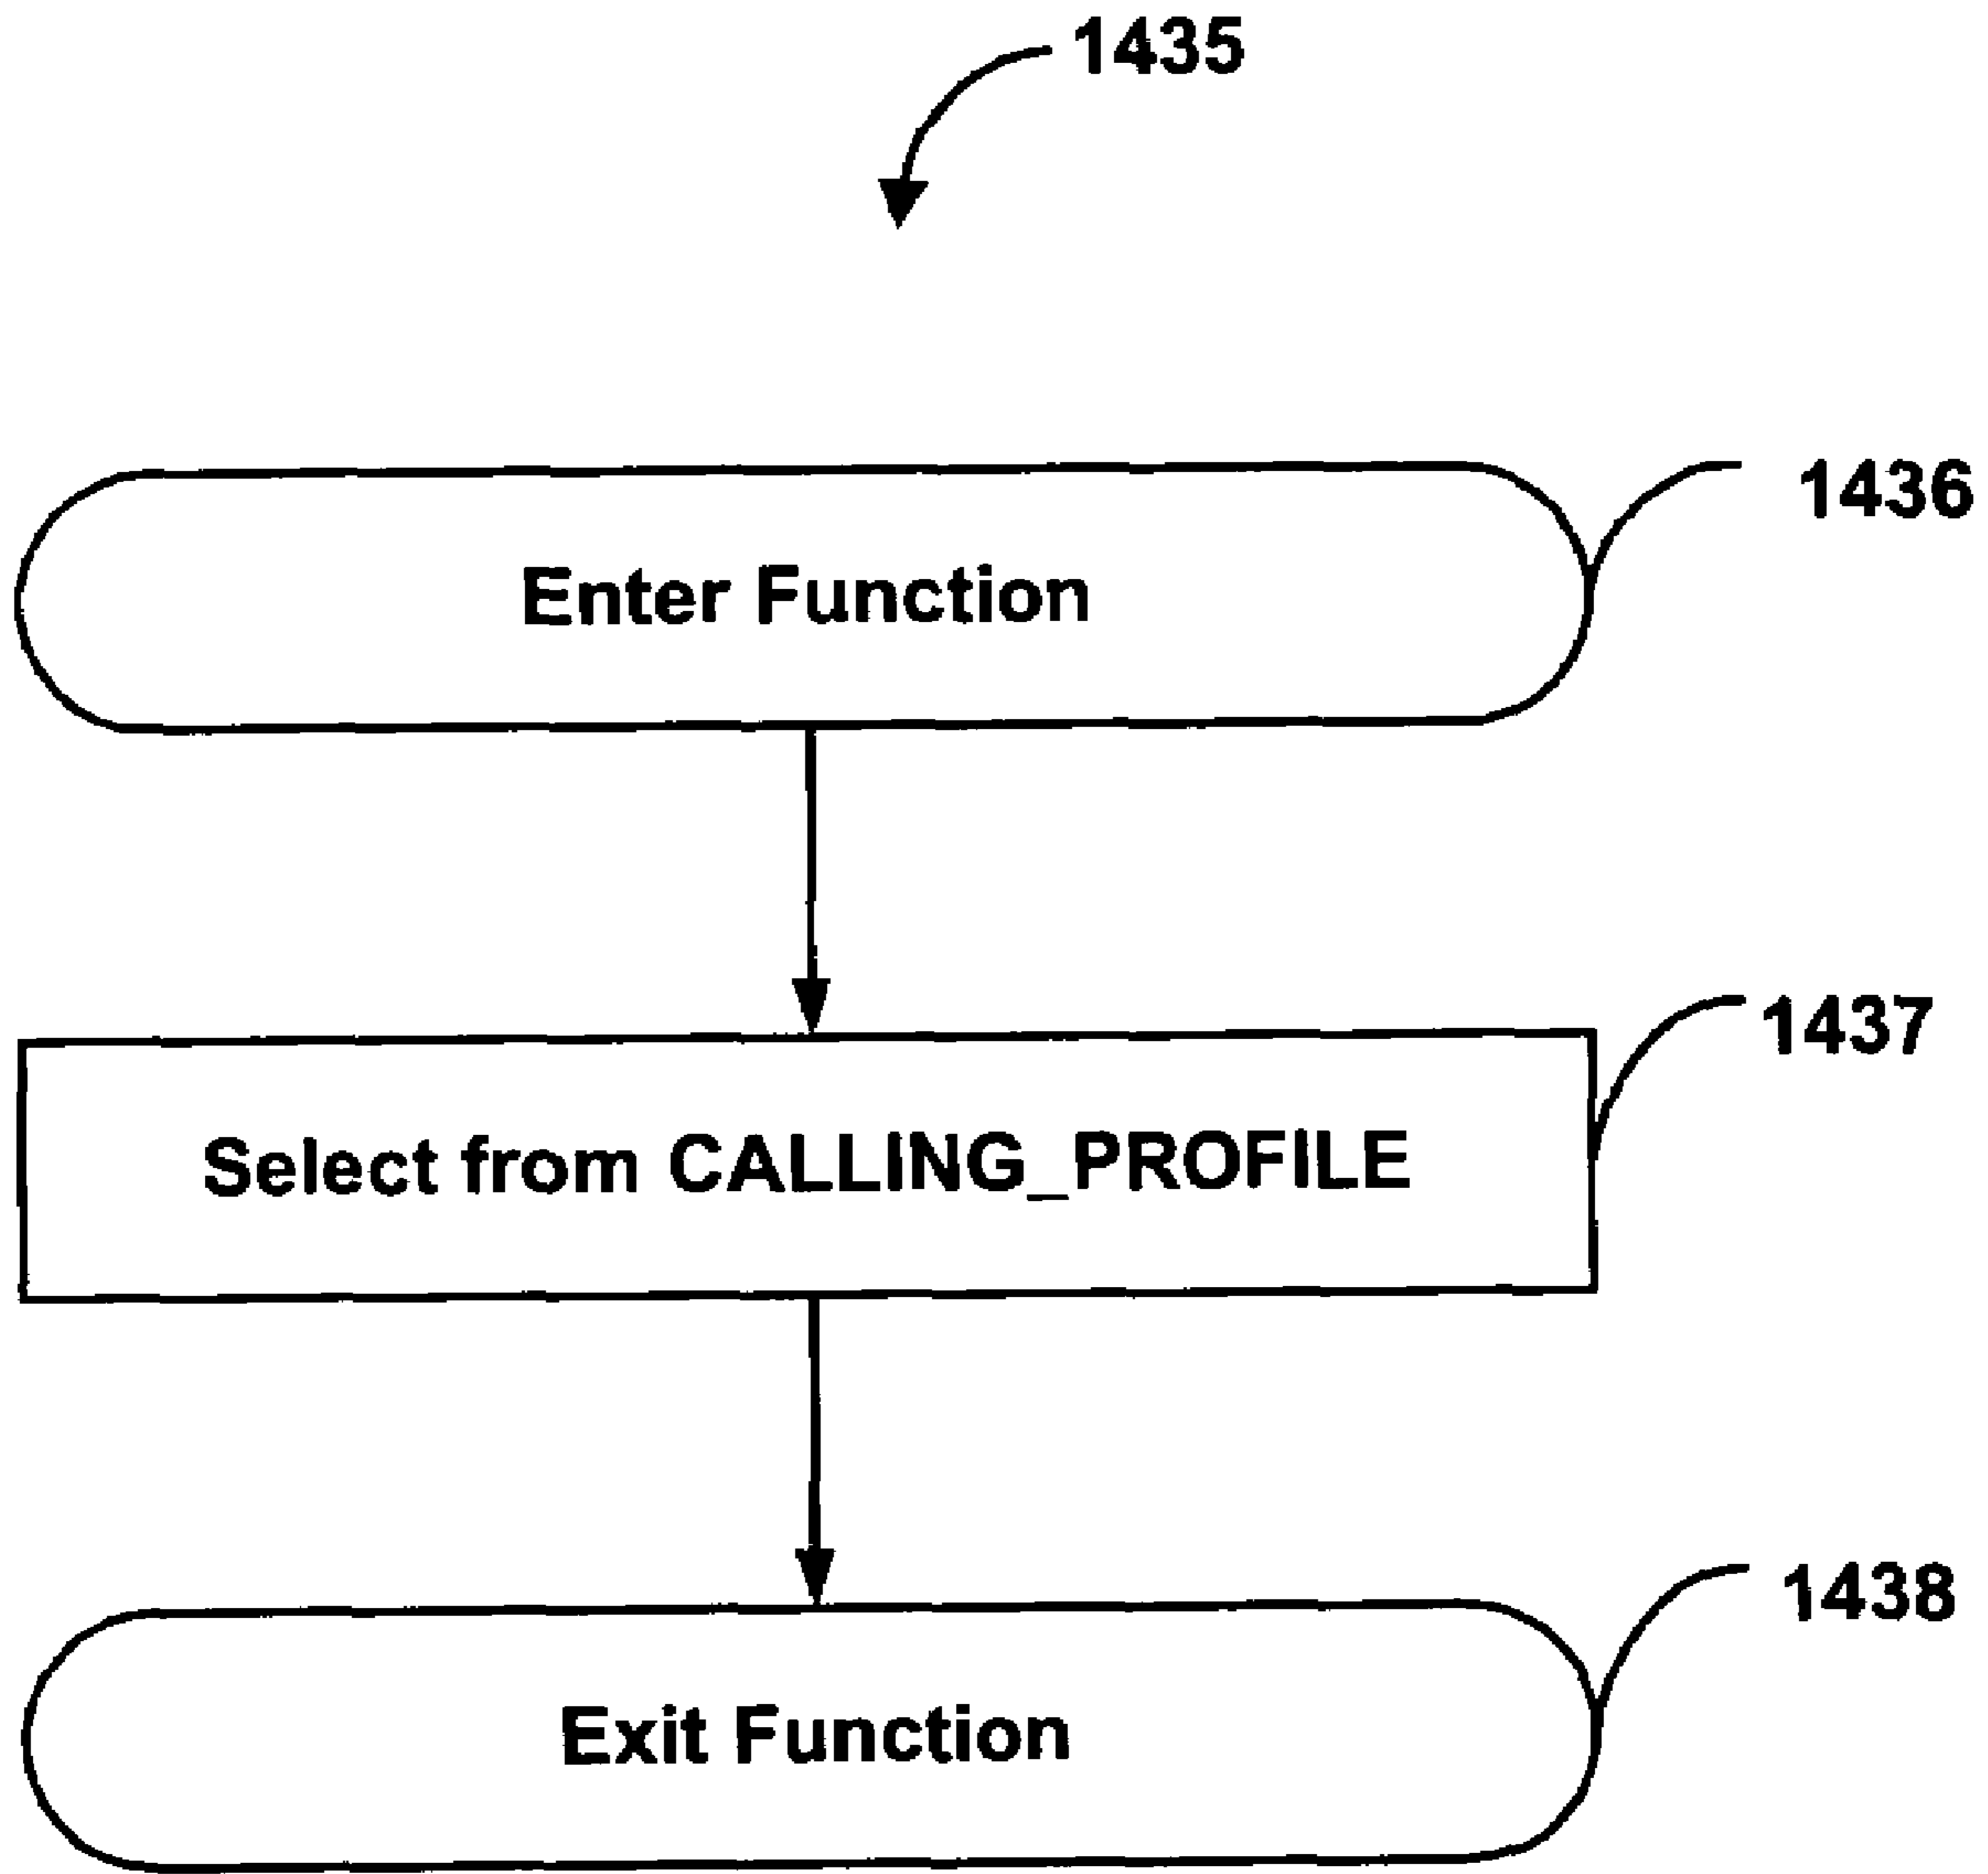 1435
1436
Enter Function
1437
Select from CALLING_PROFILE
1438
Exit Function